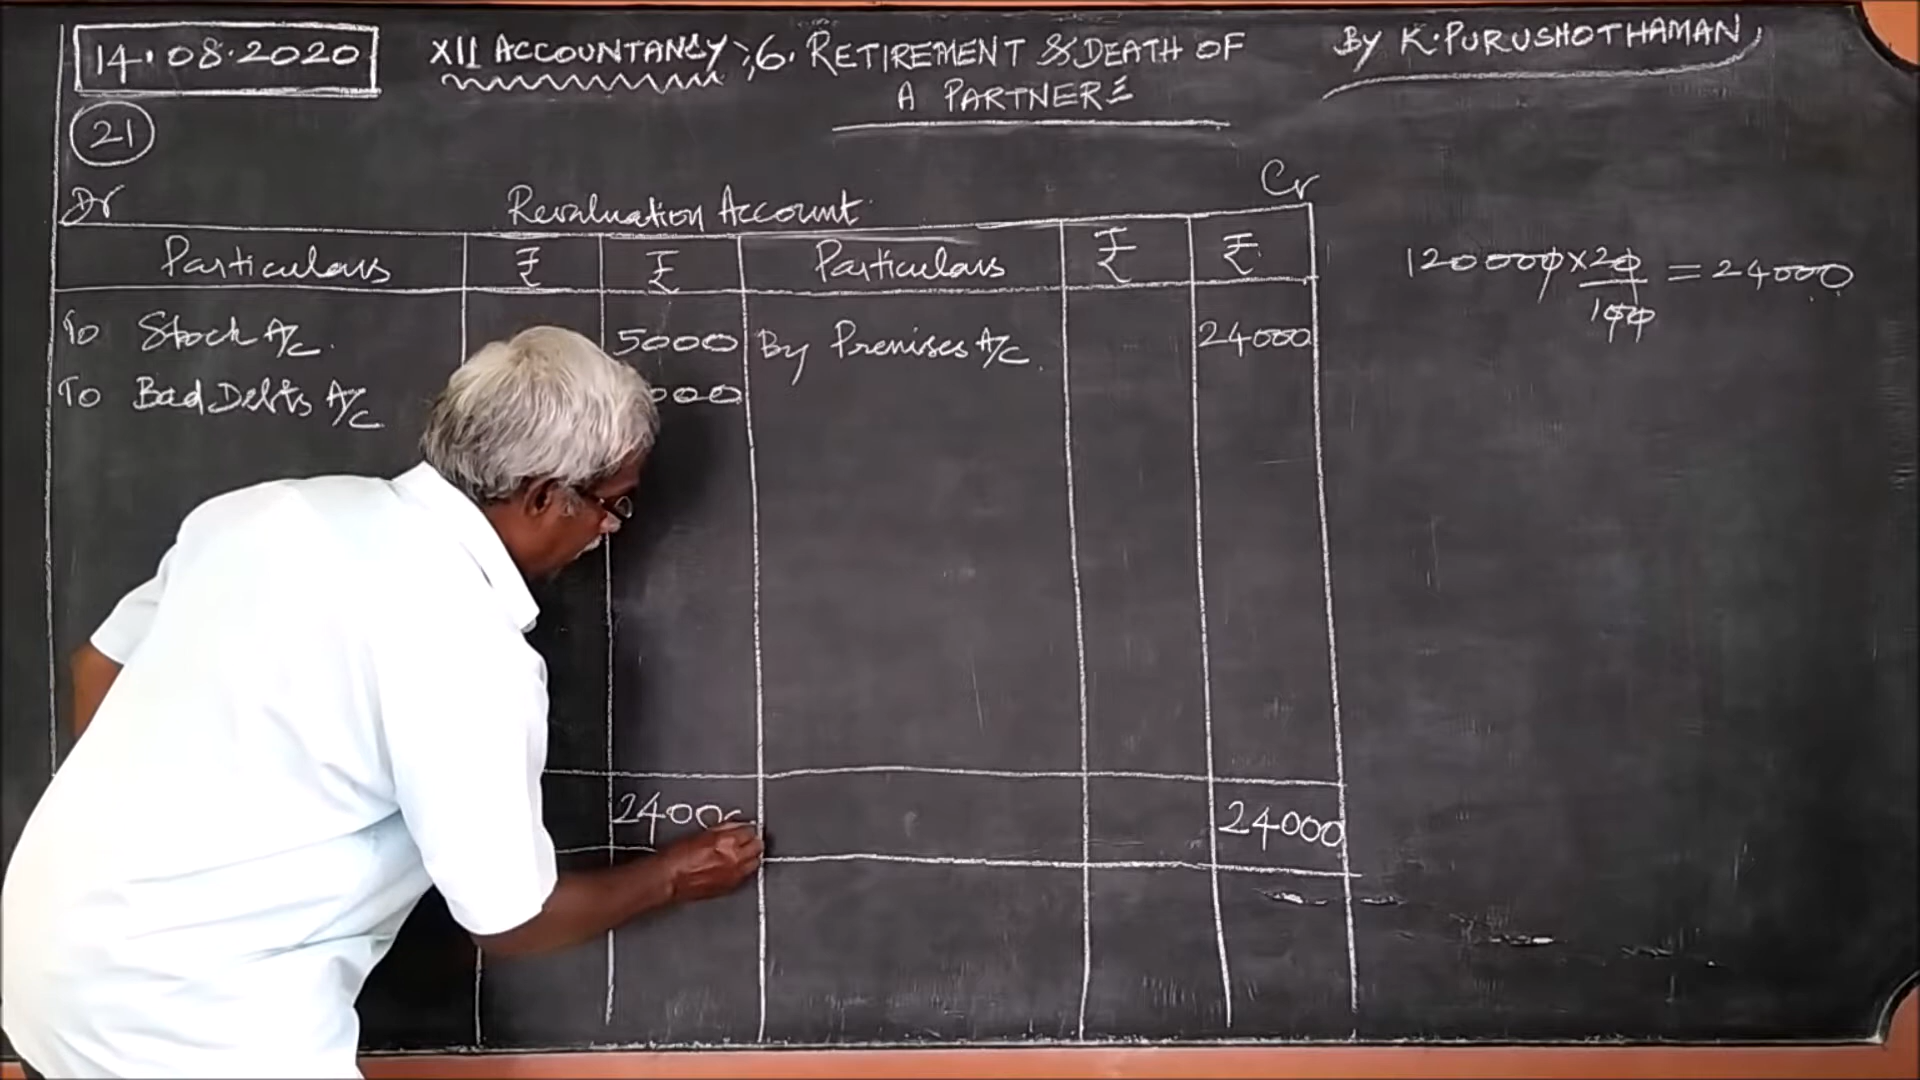 14.08.2020 XII ACCOUNTANCY ; 6. RETIREMENT & DEATH OF By K.PURUSHOTHAMAN,
A PARTNER
21
Dr Revaluation Account Cr
Particulars ₹ ₹ Particulars ₹ ₹
To Stock A/c. 5000 By Premises A/c. 24000
To Bad Debts A/c 000
24000 24000
120000 x 20 = 24000
100